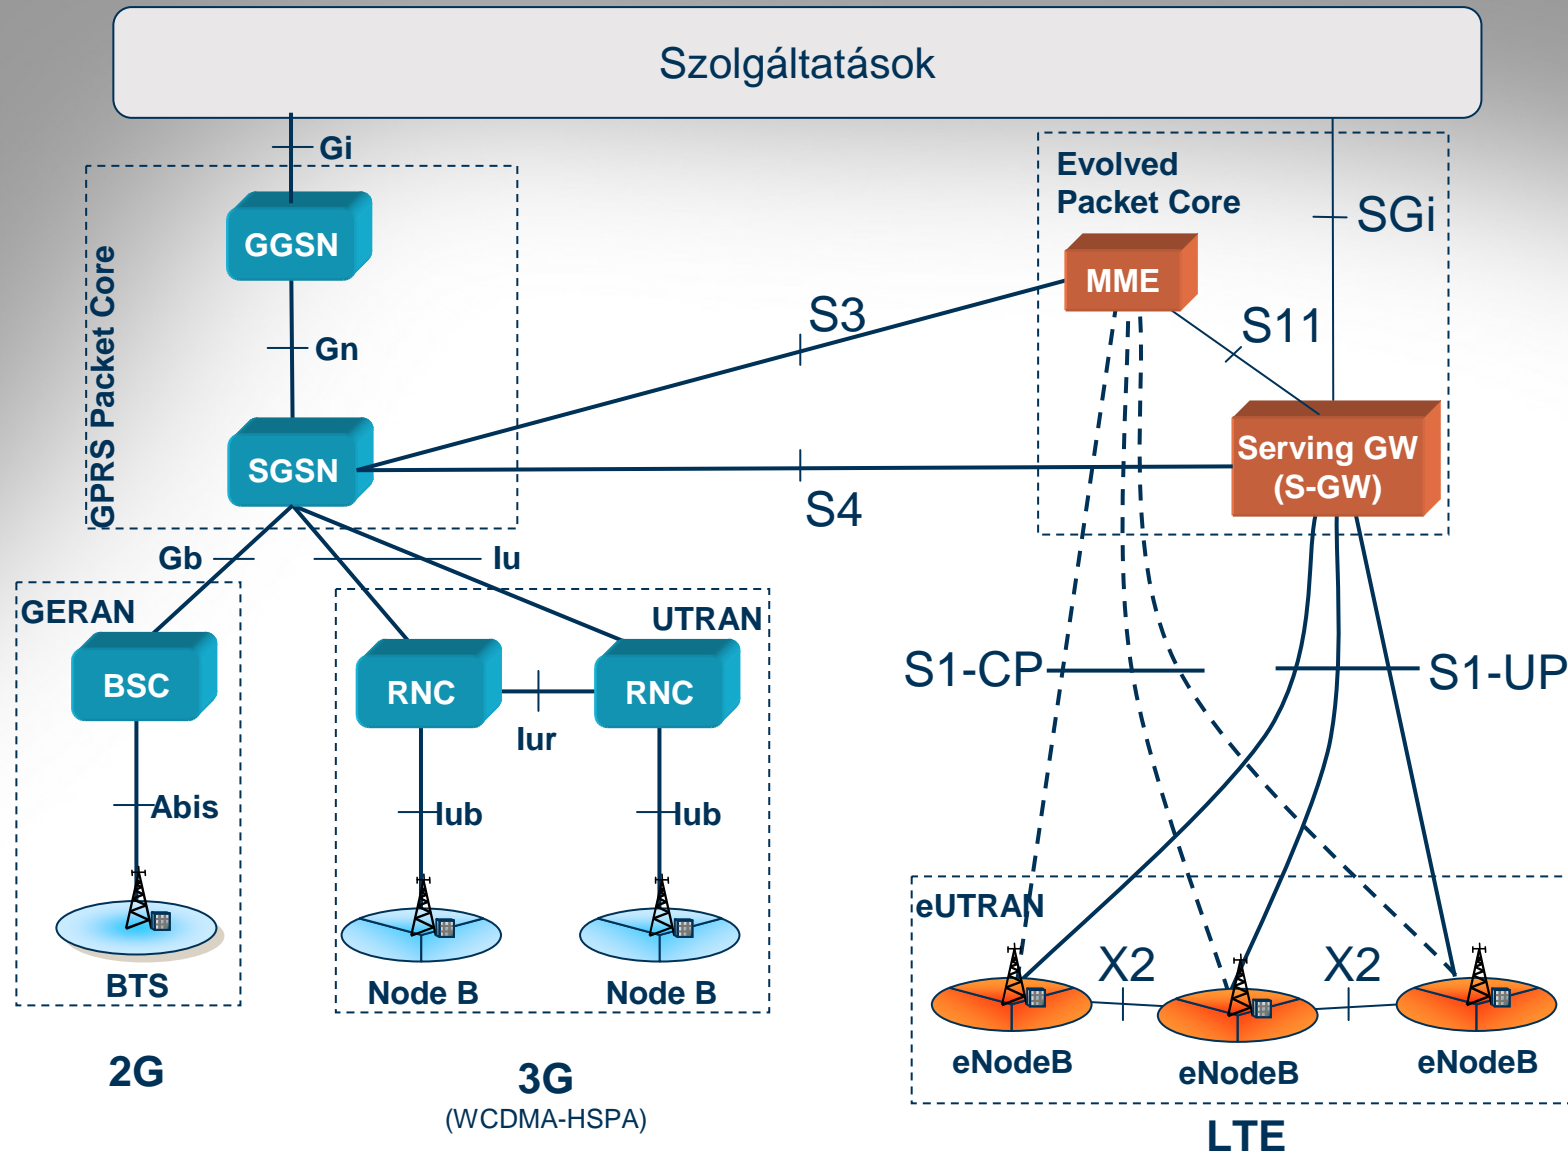 Szolgáltatások
Gi
Evolved
Packet Core
SGi
GGSN
MME
GPRS Packet Core
S3
S11
Gn
SGSN
Serving GW
(S-GW)
S4
Gb
Iu
GERAN
UTRAN
BSC
RNC
RNC
S1-CP
S1-UP
Iur
Abis
Iub
Iub
eUTRAN
X2
X2
BTS
Node B
Node B
eNodeB
eNodeB
eNodeB
2G
3G
(WCDMA-HSPA)
LTE